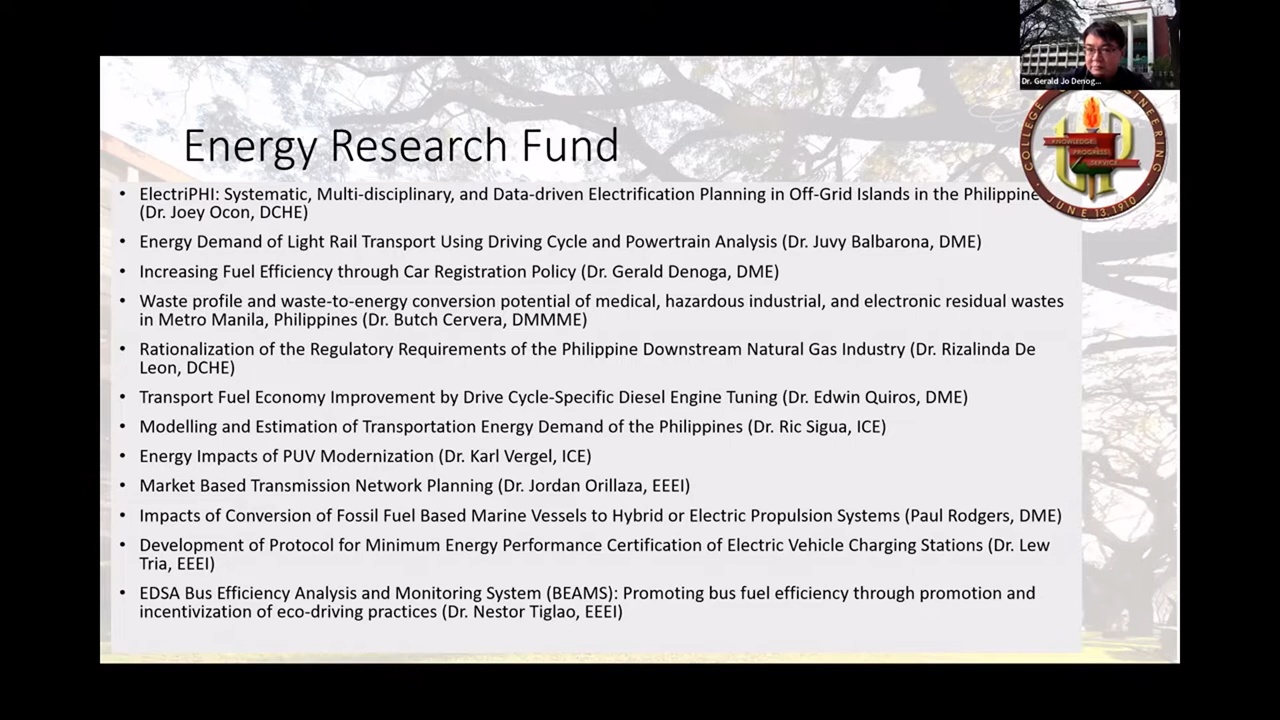 Dr. Gerald Jo Denog...
COLLEGE
GINEERING
KNOWLEDGE
PROGRESS
SERVICE
JUNE 13, 1910
Energy Research Fund
• ElectriPHI: Systematic, Multi-disciplinary, and Data-driven Electrification Planning in Off-Grid Islands in the Philippine
(Dr. Joey Ocon, DCHE)
• Energy Demand of Light Rail Transport Using Driving Cycle and Powertrain Analysis (Dr. Juvy Balbarona, DME)
• Increasing Fuel Efficiency through Car Registration Policy (Dr. Gerald Denoga, DME)
• Waste profile and waste-to-energy conversion potential of medical, hazardous industrial, and electronic residual wastes
in Metro Manila, Philippines (Dr. Butch Cervera, DMMME)
• Rationalization of the Regulatory Requirements of the Philippine Downstream Natural Gas Industry (Dr. Rizalinda De
Leon, DCHE)
• Transport Fuel Economy Improvement by Drive Cycle-Specific Diesel Engine Tuning (Dr. Edwin Quiros, DME)
• Modelling and Estimation of Transportation Energy Demand of the Philippines (Dr. Ric Sigua, ICE)
• Energy Impacts of PUV Modernization (Dr. Karl Vergel, ICE)
• Market Based Transmission Network Planning (Dr. Jordan Orillaza, EEEI)
• Impacts of Conversion of Fossil Fuel Based Marine Vessels to Hybrid or Electric Propulsion Systems (Paul Rodgers, DME)
• Development of Protocol for Minimum Energy Performance Certification of Electric Vehicle Charging Stations (Dr. Lew
Tria, EEEI)
• EDSA Bus Efficiency Analysis and Monitoring System (BEAMS): Promoting bus fuel efficiency through promotion and
incentivization of eco-driving practices (Dr. Nestor Tiglao, EEEI)